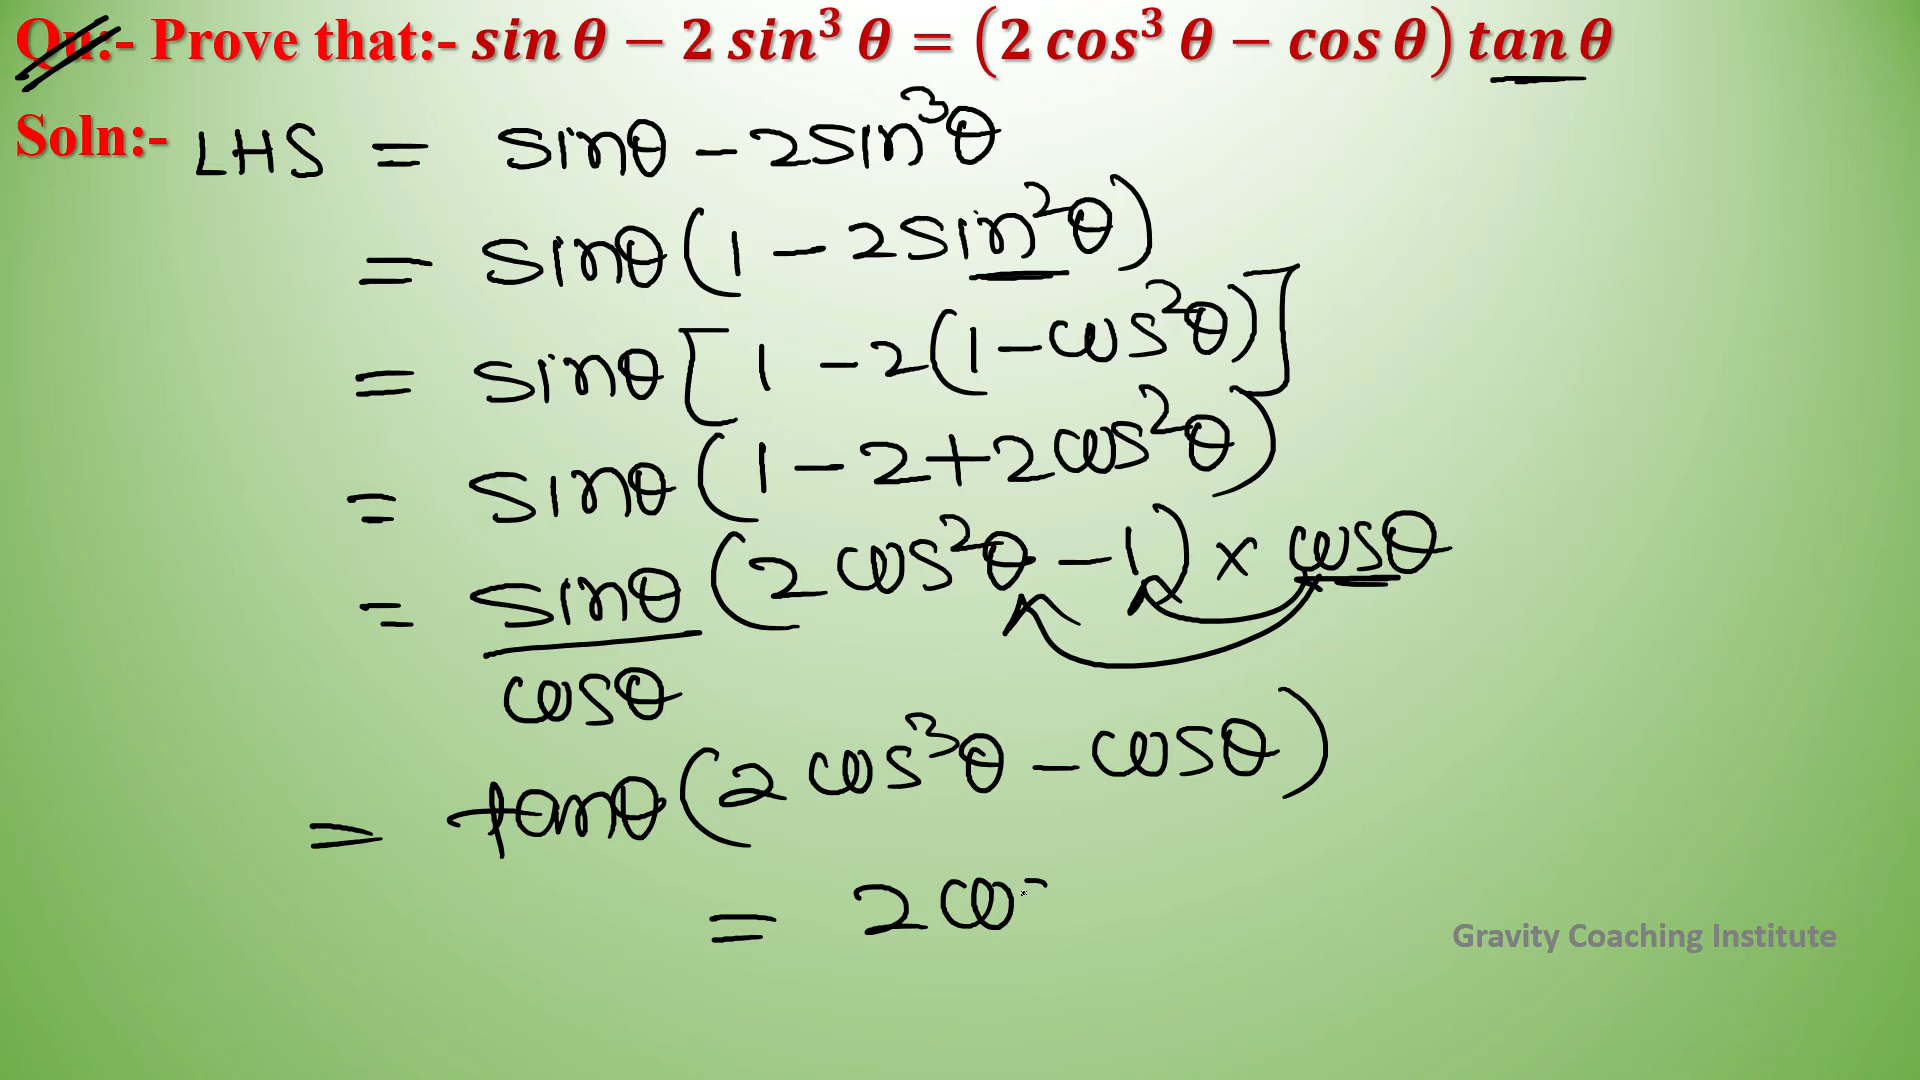 Qu:- Prove that:- sin θ − 2 sin³ θ = (2 cos³ θ − cos θ) tan θ
Soln:- LHS = sinθ − 2sin³θ
= sinθ(1 − 2sin²θ)
= sinθ[1 − 2(1 − cos²θ)]
= sinθ(1 − 2 + 2cos²θ)
= sinθ/cosθ (2cos²θ − 1) × cosθ
= tanθ(2cos³θ − cosθ)
= 2co
Gravity Coaching Institute